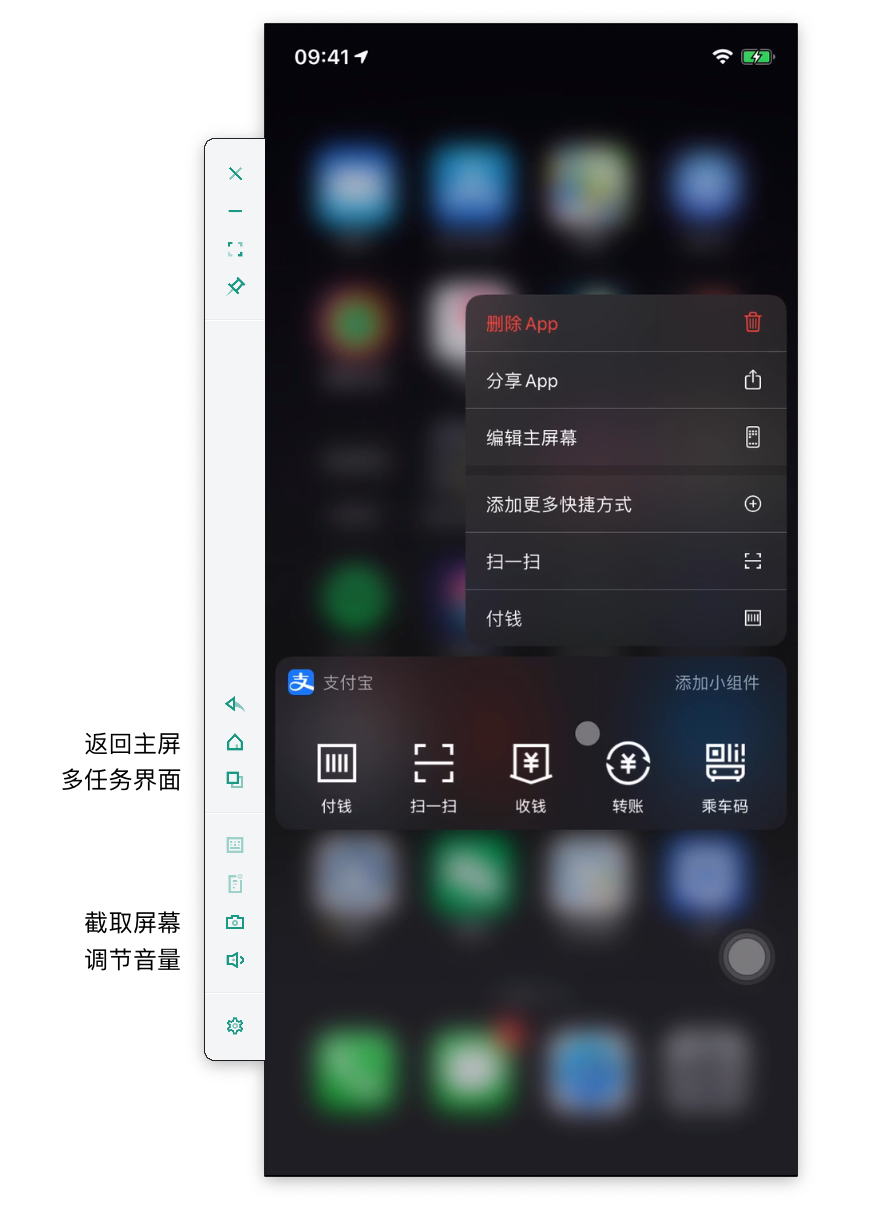 09:41
删除 App
分享 App
编辑主屏幕
添加更多快捷方式
扫一扫
付钱
支 支付宝
添加小组件
付钱
扫一扫
收钱
转账
乘车码
返回主屏
多任务界面
截取屏幕
调节音量